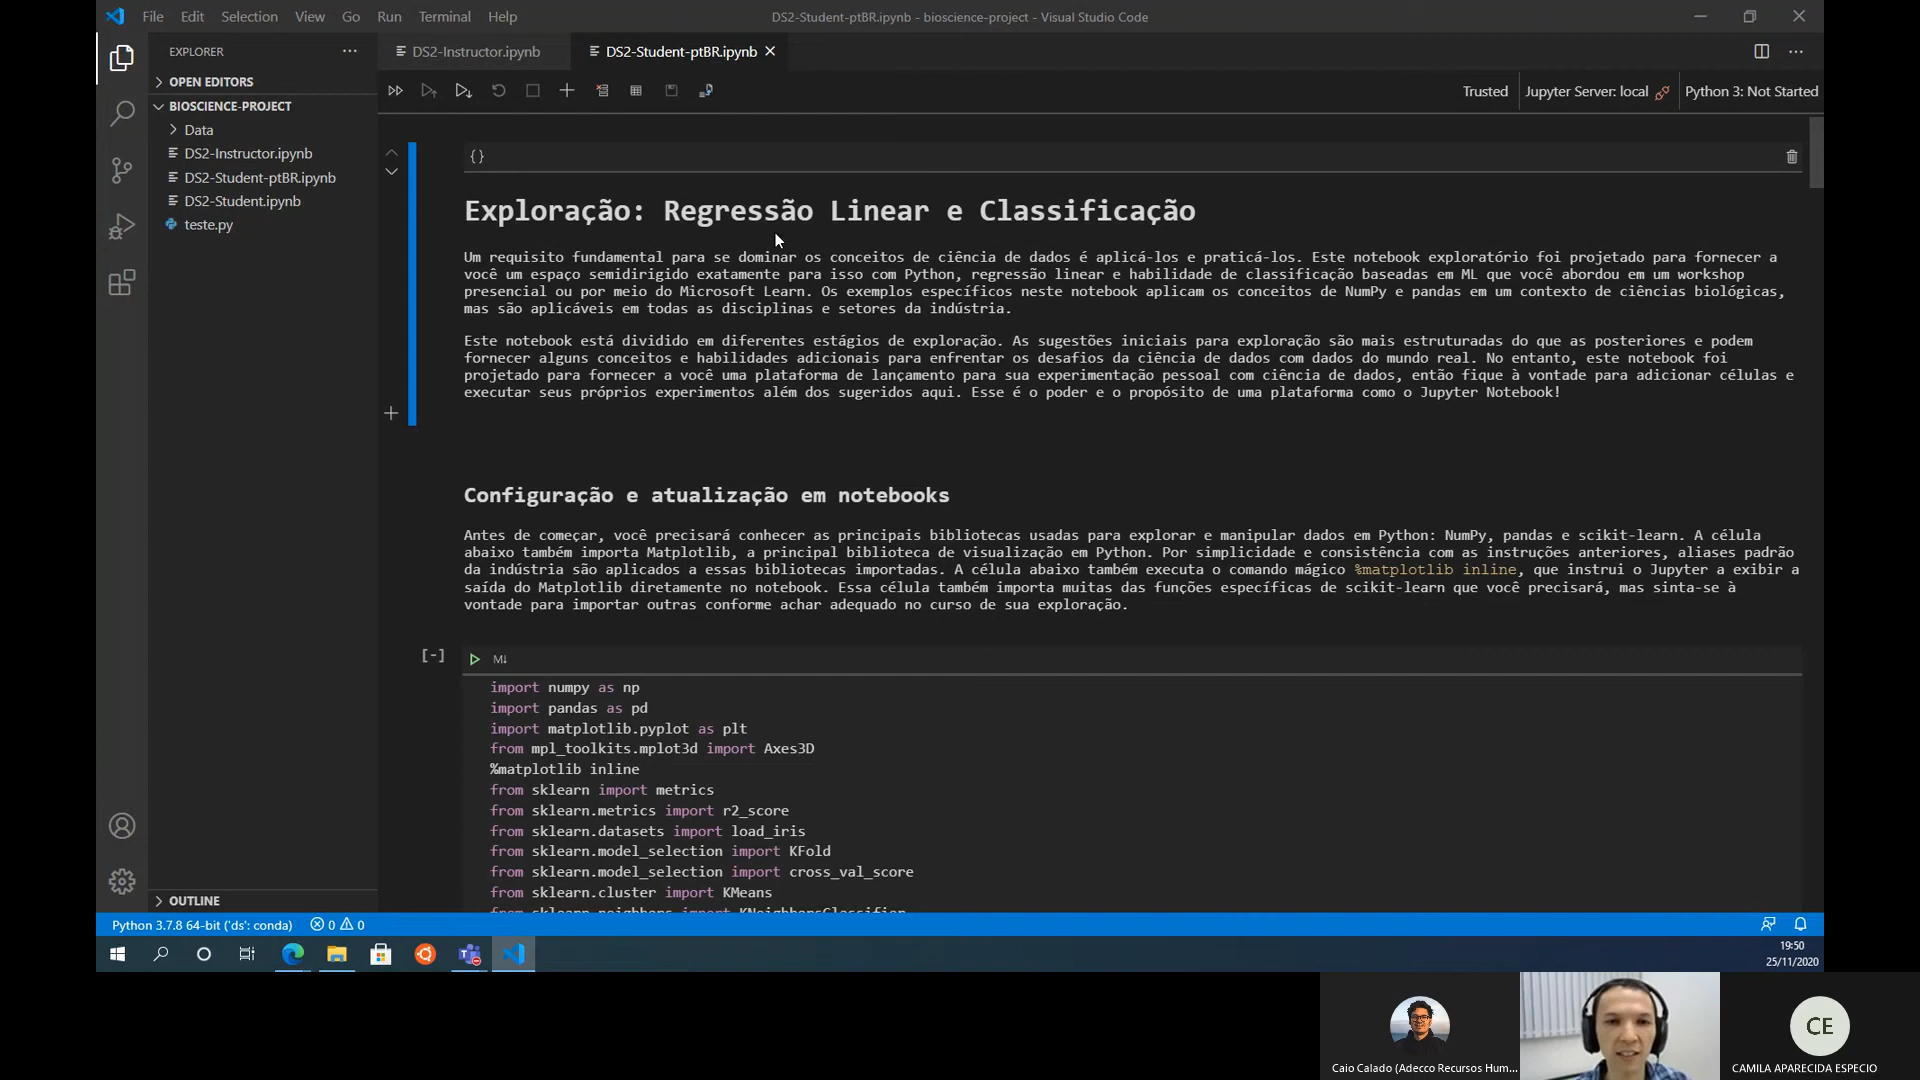 File Edit Selection View Go Run Terminal Help
DS2-Student-ptBR.ipynb - bioscience-project - Visual Studio Code
EXPLORER
DS2-Instructor.ipynb
DS2-Student-ptBR.ipynb
OPEN EDITORS
BIOSCIENCE-PROJECT
Data
DS2-Instructor.ipynb
DS2-Student-ptBR.ipynb
DS2-Student.ipynb
teste.py
OUTLINE
Trusted
Jupyter Server: local
Python 3: Not Started
{}
Exploração: Regressão Linear e Classificação
Um requisito fundamental para se dominar os conceitos de ciência de dados é aplicá-los e praticá-los. Este notebook exploratório foi projetado para fornecer a
você um espaço semidirigido exatamente para isso com Python, regressão linear e habilidade de classificação baseadas em ML que você abordou em um workshop
presencial ou por meio do Microsoft Learn. Os exemplos específicos neste notebook aplicam os conceitos de NumPy e pandas em um contexto de ciências biológicas,
mas são aplicáveis em todas as disciplinas e setores da indústria.
Este notebook está dividido em diferentes estágios de exploração. As sugestões iniciais para exploração são mais estruturadas do que as posteriores e podem
fornecer alguns conceitos e habilidades adicionais para enfrentar os desafios da ciência de dados com dados do mundo real. No entanto, este notebook foi
projetado para fornecer a você uma plataforma de lançamento para sua experimentação pessoal com ciência de dados, então fique à vontade para adicionar células e
executar seus próprios experimentos além dos sugeridos aqui. Esse é o poder e o propósito de uma plataforma como o Jupyter Notebook!
Configuração e atualização em notebooks
Antes de começar, você precisará conhecer as principais bibliotecas usadas para explorar e manipular dados em Python: NumPy, pandas e scikit-learn. A célula
abaixo também importa Matplotlib, a principal biblioteca de visualização em Python. Por simplicidade e consistência com as instruções anteriores, aliases padrão
da indústria são aplicados a essas bibliotecas importadas. A célula abaixo também executa o comando mágico %matplotlib inline, que instrui o Jupyter a exibir a
saída do Matplotlib diretamente no notebook. Essa célula também importa muitas das funções específicas de scikit-learn que você precisará, mas sinta-se à
vontade para importar outras conforme achar adequado no curso de sua exploração.
[-]
M↓
import numpy as np
import pandas as pd
import matplotlib.pyplot as plt
from mpl_toolkits.mplot3d import Axes3D
%matplotlib inline
from sklearn import metrics
from sklearn.metrics import r2_score
from sklearn.datasets import load_iris
from sklearn.model_selection import KFold
from sklearn.model_selection import cross_val_score
from sklearn.cluster import KMeans
from sklearn.neighbors import KNeighborsClassifier
Python 3.7.8 64-bit ('ds': conda) 0 0
19:50
25/11/2020
Caio Calado (Adecco Recursos Hum...
CE
CAMILA APARECIDA ESPECIO